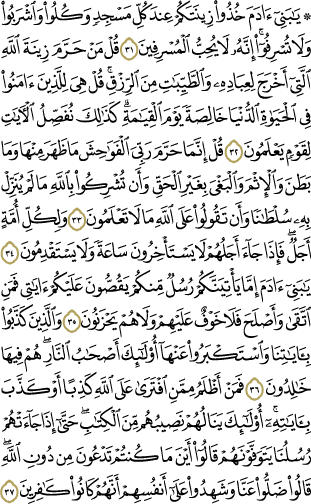 ۞ يَـٰبَنِىٓ ءَادَمَ خُذُوا۟ زِينَتَكُمْ عِندَ كُلِّ مَسْجِدٍ وَكُلُوا۟ وَٱشْرَبُوا۟
وَلَا تُسْرِفُوٓا۟ ۚ إِنَّهُۥ لَا يُحِبُّ ٱلْمُسْرِفِينَ ٣١ قُلْ مَنْ حَرَّمَ زِينَةَ ٱللَّهِ
ٱلَّتِىٓ أَخْرَجَ لِعِبَادِهِۦ وَٱلطَّيِّبَـٰتِ مِنَ ٱلرِّزْقِ ۚ قُلْ هِىَ لِلَّذِينَ ءَامَنُوا۟
فِى ٱلْحَيَوٰةِ ٱلدُّنْيَا خَالِصَةً يَوْمَ ٱلْقِيَـٰمَةِ ۗ كَذَٰلِكَ نُفَصِّلُ ٱلْـَٔايَـٰتِ
لِقَوْمٍ يَعْلَمُونَ ٣٢ قُلْ إِنَّمَا حَرَّمَ رَبِّىَ ٱلْفَوَٰحِشَ مَا ظَهَرَ مِنْهَا وَمَا
بَطَنَ وَٱلْإِثْمَ وَٱلْبَغْىَ بِغَيْرِ ٱلْحَقِّ وَأَن تُشْرِكُوا۟ بِٱللَّهِ مَا لَمْ يُنَزِّلْ
بِهِۦ سُلْطَـٰنًا وَأَن تَقُولُوا۟ عَلَى ٱللَّهِ مَا لَا تَعْلَمُونَ ٣٣ وَلِكُلِّ أُمَّةٍ
أَجَلٌ ۖ فَإِذَا جَآءَ أَجَلُهُمْ لَا يَسْتَأْخِرُونَ سَاعَةً ۖ وَلَا يَسْتَقْدِمُونَ ٣٤
يَـٰبَنِىٓ ءَادَمَ إِمَّا يَأْتِيَنَّكُمْ رُسُلٌ مِّنكُمْ يَقُصُّونَ عَلَيْكُمْ ءَايَـٰتِى ۙ فَمَنِ
ٱتَّقَىٰ وَأَصْلَحَ فَلَا خَوْفٌ عَلَيْهِمْ وَلَا هُمْ يَحْزَنُونَ ٣٥ وَٱلَّذِينَ كَذَّبُوا۟
بِـَٔايَـٰتِنَا وَٱسْتَكْبَرُوا۟ عَنْهَآ أُو۟لَـٰٓئِكَ أَصْحَـٰبُ ٱلنَّارِ ۖ هُمْ فِيهَا
خَـٰلِدُونَ ٣٦ فَمَنْ أَظْلَمُ مِمَّنِ ٱفْتَرَىٰ عَلَى ٱللَّهِ كَذِبًا أَوْ كَذَّبَ
بِـَٔايَـٰتِهِۦٓ ۚ أُو۟لَـٰٓئِكَ يَنَالُهُمْ نَصِيبُهُم مِّنَ ٱلْكِتَـٰبِ ۖ حَتَّىٰٓ إِذَا جَآءَتْهُمْ
رُسُلُنَا يَتَوَفَّوْنَهُمْ قَالُوٓا۟ أَيْنَ مَا كُنتُمْ تَدْعُونَ مِن دُونِ ٱللَّهِ ۖ
قَالُوا۟ ضَلُّوا۟ عَنَّا وَشَهِدُوا۟ عَلَىٰٓ أَنفُسِهِمْ أَنَّهُمْ كَانُوا۟ كَـٰفِرِينَ ٣٧